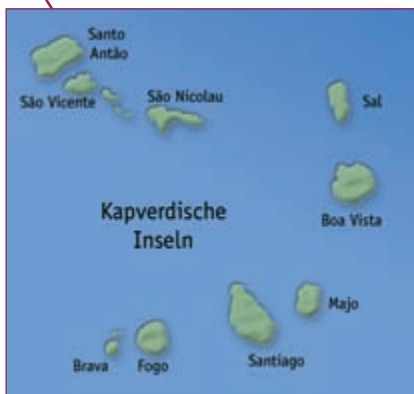 Santo
Antão
São Vicente
São Nicolau
Sal
Kapverdische
Inseln
Boa Vista
Majo
Santiago
Brava
Fogo